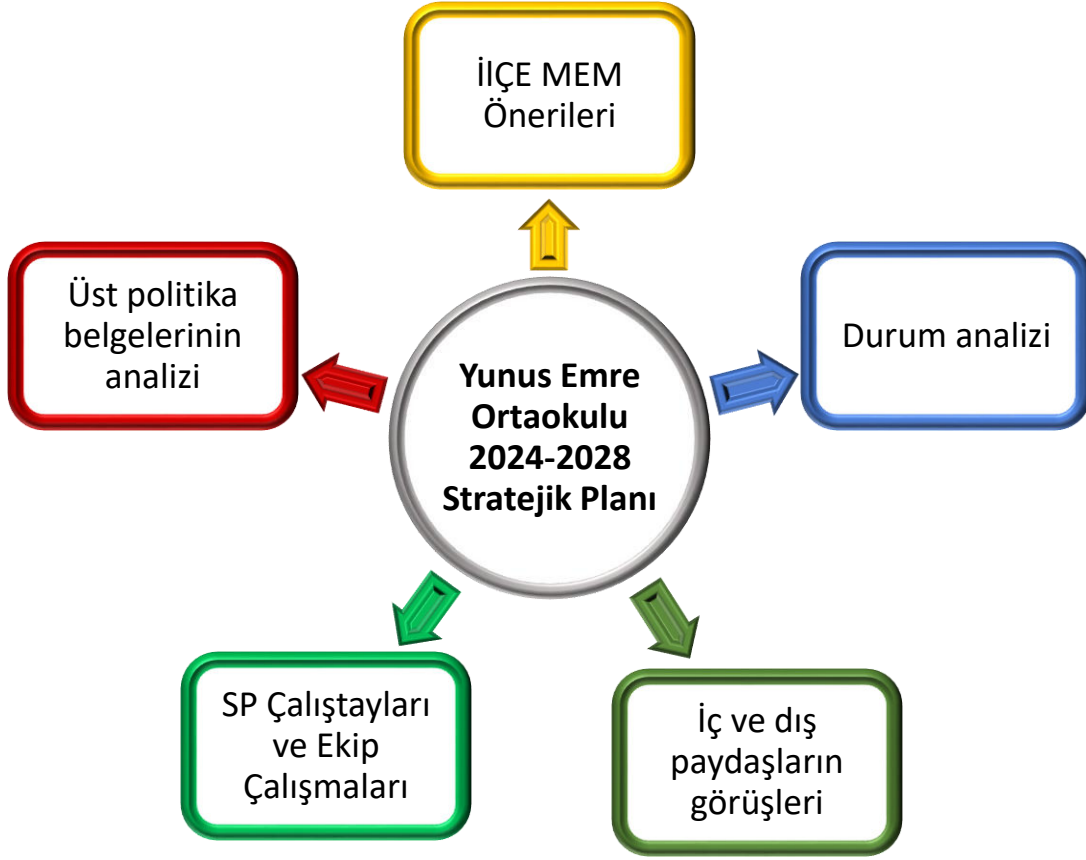 İlÇE MEM
Önerileri
Üst politika
belgelerinin
analizi
Durum analizi
Yunus Emre
Ortaokulu
2024-2028
Stratejik Planı
SP Çalıştayları
ve Ekip
Çalışmaları
İç ve dış
paydaşların
görüşleri